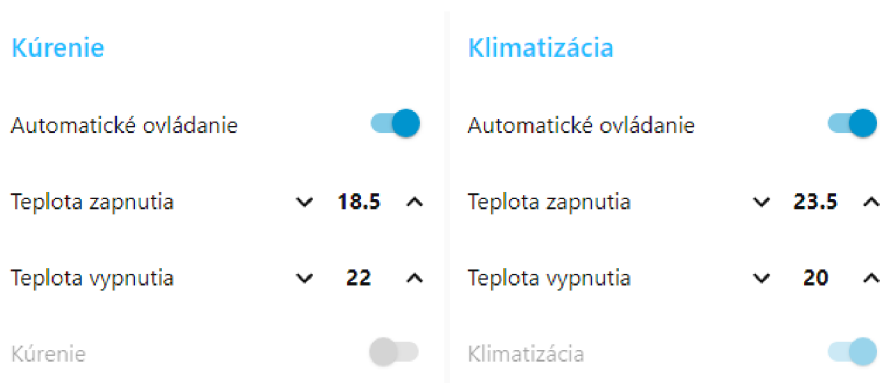 Kúrenie
Automatické ovládanie
Teplota zapnutia 18.5
Teplota vypnutia 22
Kúrenie
Klimatizácia
Automatické ovládanie
Teplota zapnutia 23.5
Teplota vypnutia 20
Klimatizácia